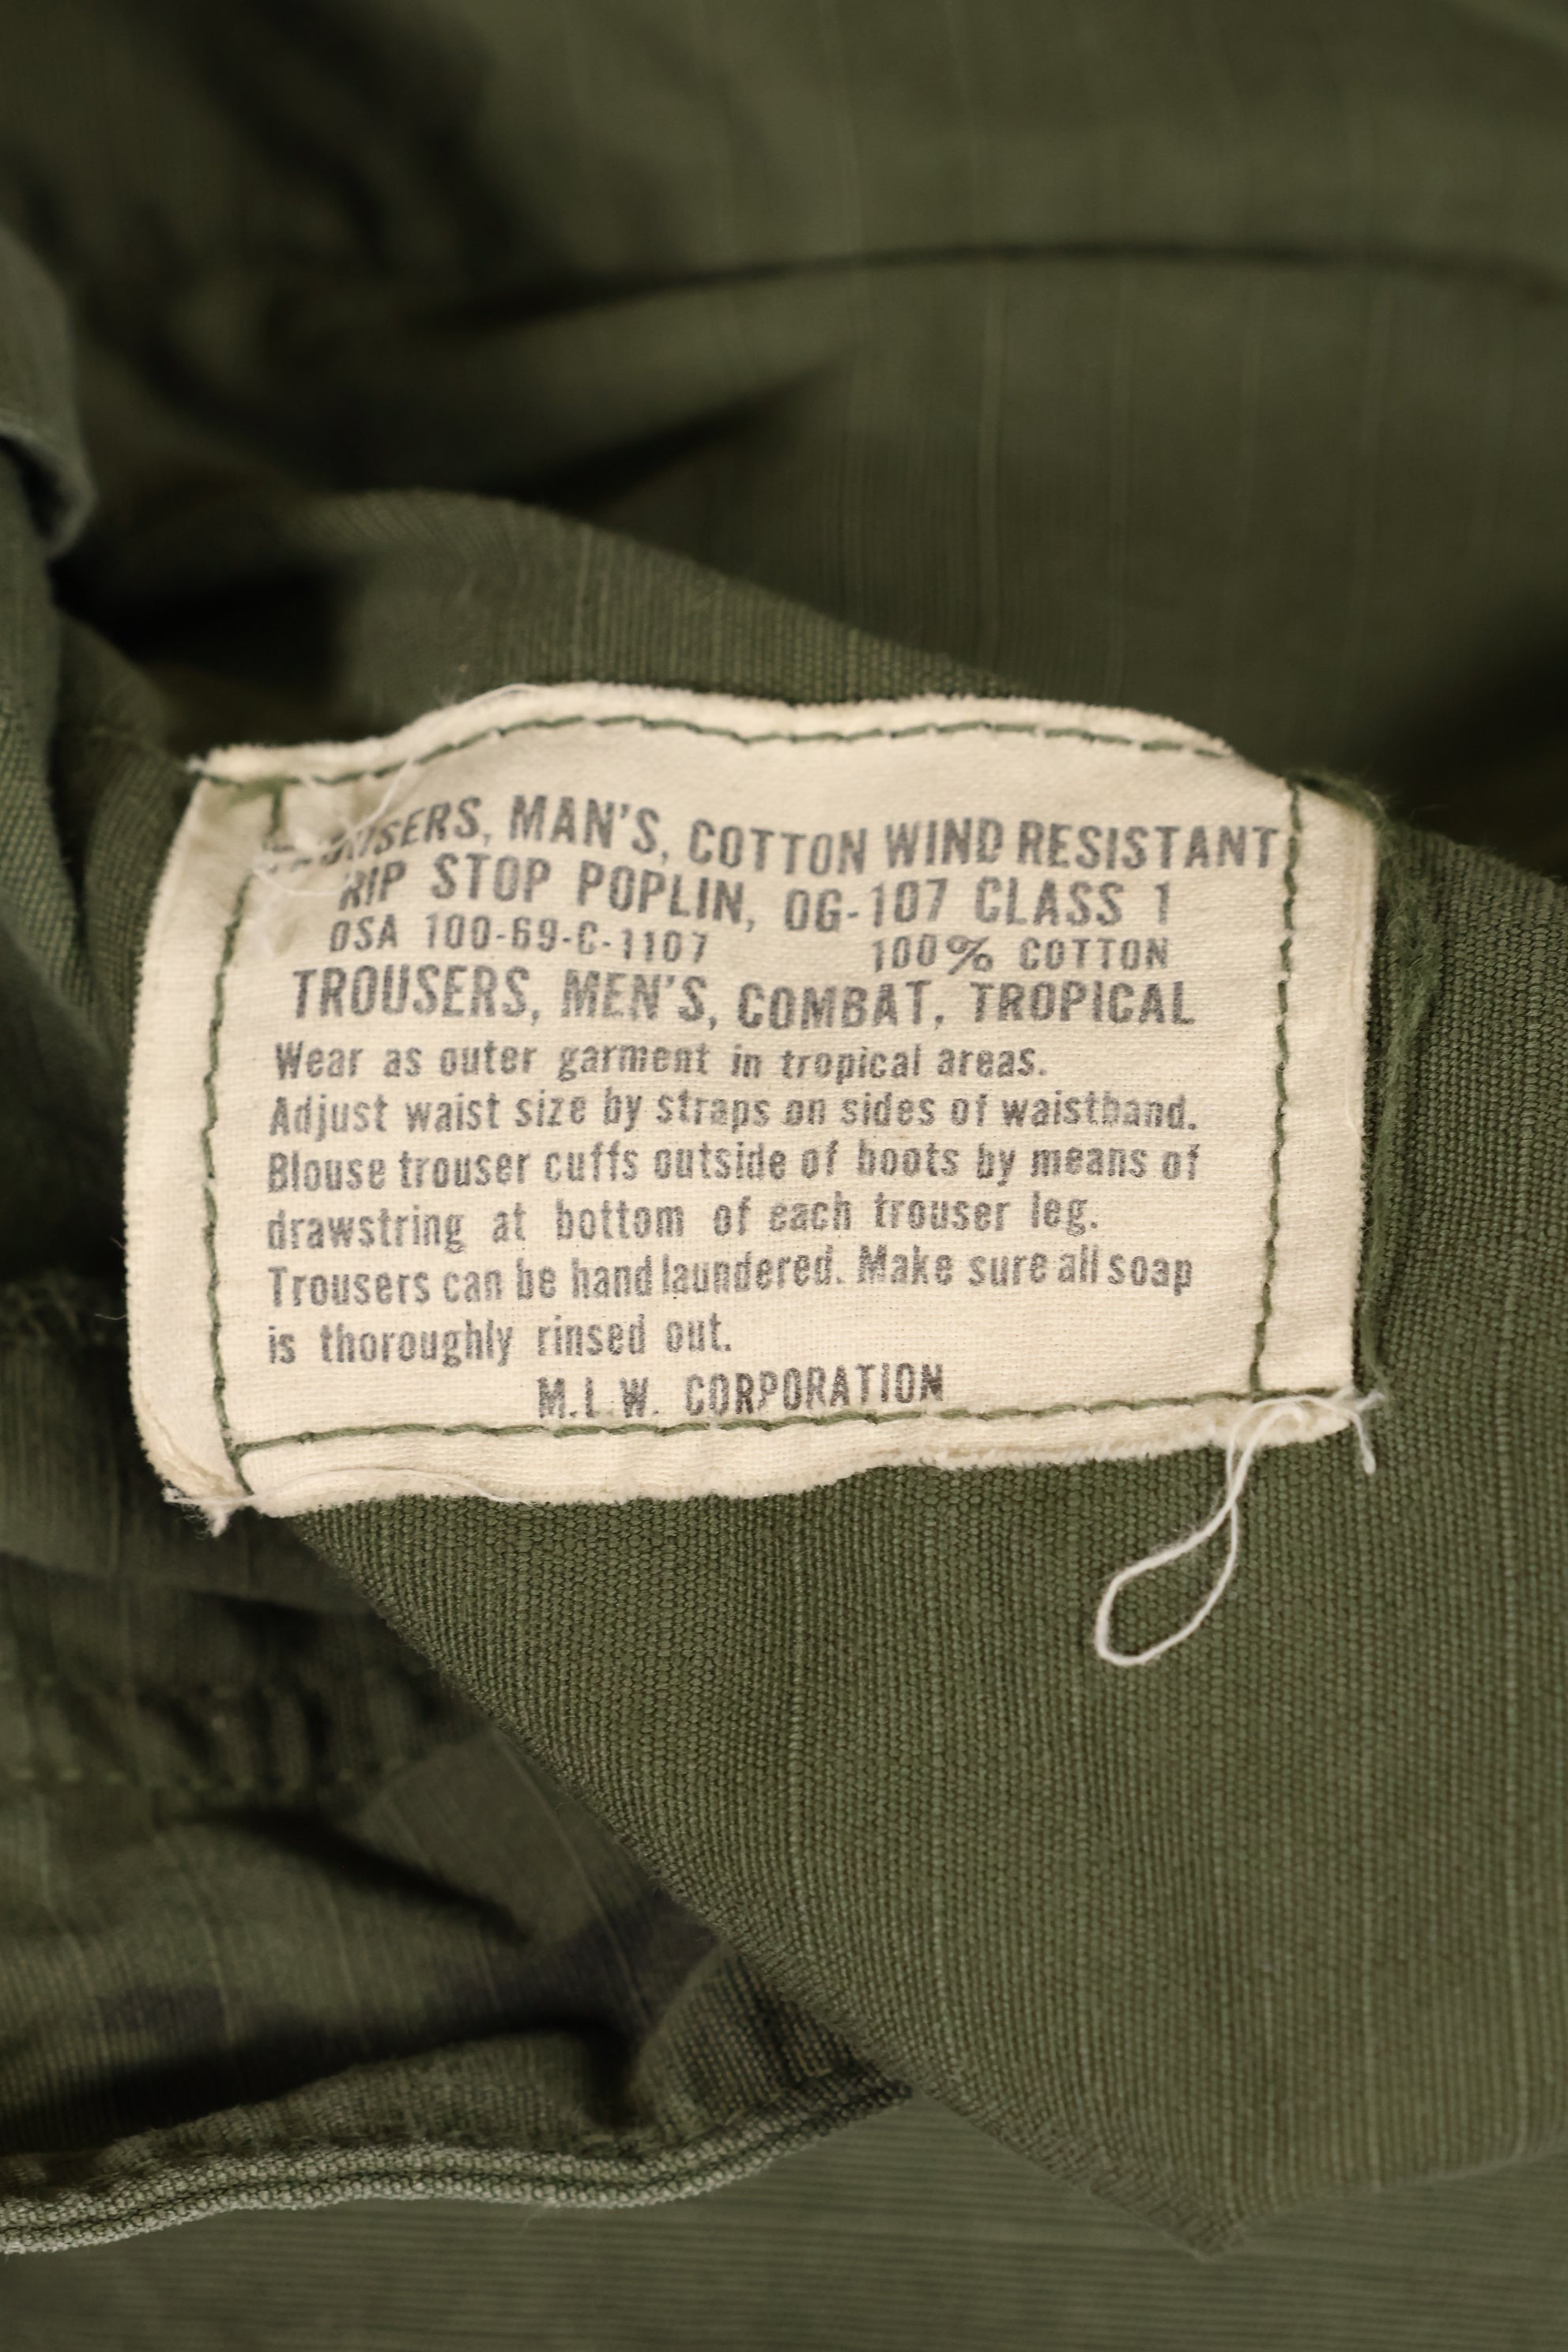 TROUSERS, MAN'S, COTTON WIND RESISTANT
RIP STOP POPLIN, OG-107 CLASS 1
DSA 100-69-C-1107 100% COTTON
TROUSERS, MEN'S, COMBAT, TROPICAL
Wear as outer garment in tropical areas.
Adjust waist size by straps on sides of waistband.
Blouse trouser cuffs outside of boots by means of
drawstring at bottom of each trouser leg.
Trousers can be hand laundered. Make sure all soap
is thoroughly rinsed out.
M.L.W. CORPORATION